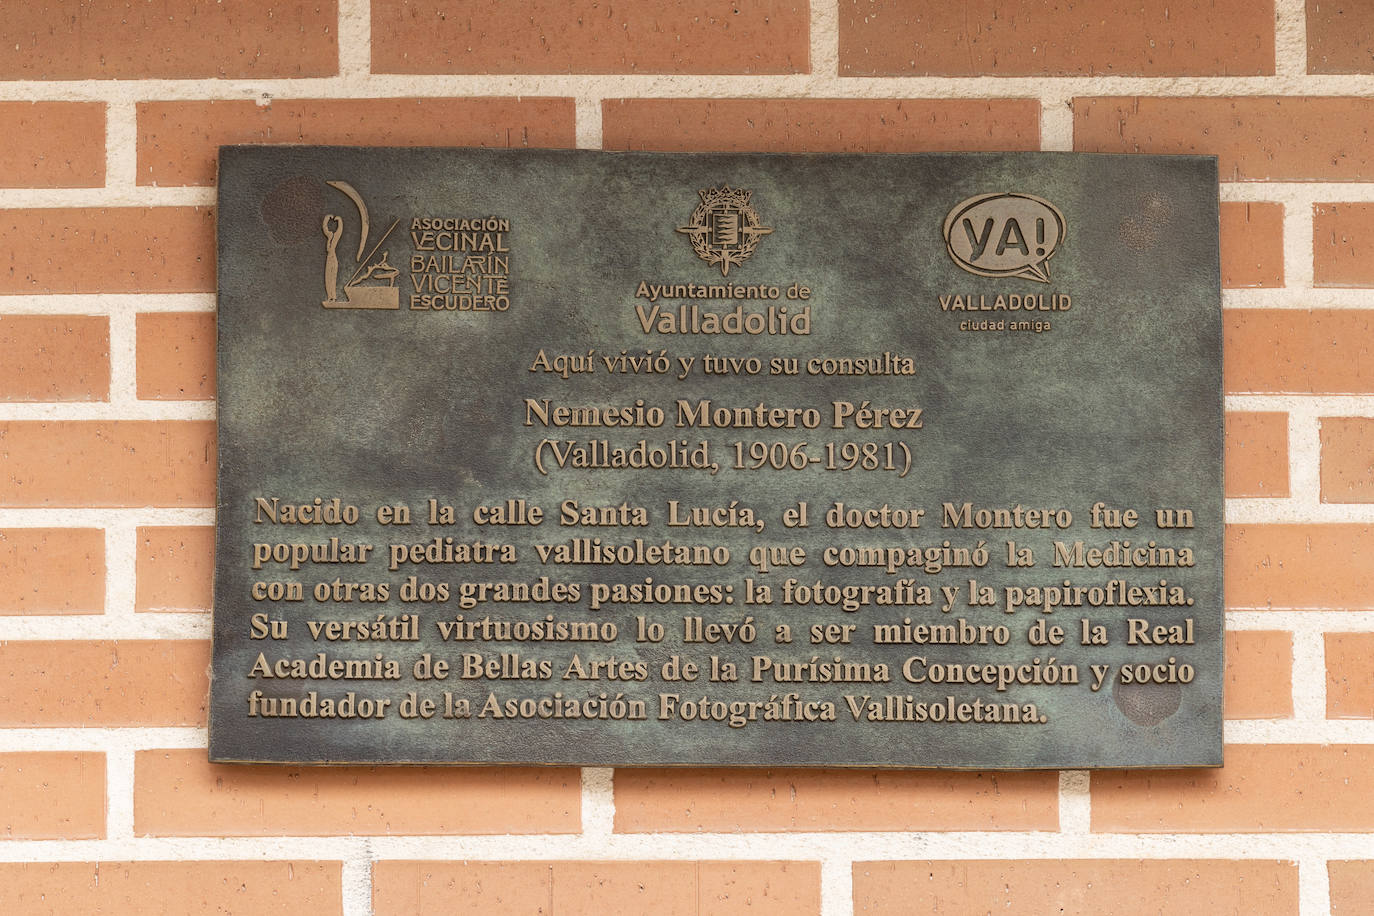 ASOCIACIÓN
VECINAL
BAILARÍN
VICENTE
ESCUDERO
Ayuntamiento de
Valladolid
YA!
VALLADOLID
ciudad amiga
Aquí vivió y tuvo su consulta
Nemesio Montero Pérez
(Valladolid, 1906-1981)
Nacido en la calle Santa Lucía, el doctor Montero fue un
popular pediatra vallisoletano que compaginó la Medicina
con otras dos grandes pasiones: la fotografía y la papiroflexia.
Su versátil virtuosismo lo llevó a ser miembro de la Real
Academia de Bellas Artes de la Purísima Concepción y socio
fundador de la Asociación Fotográfica Vallisoletana.